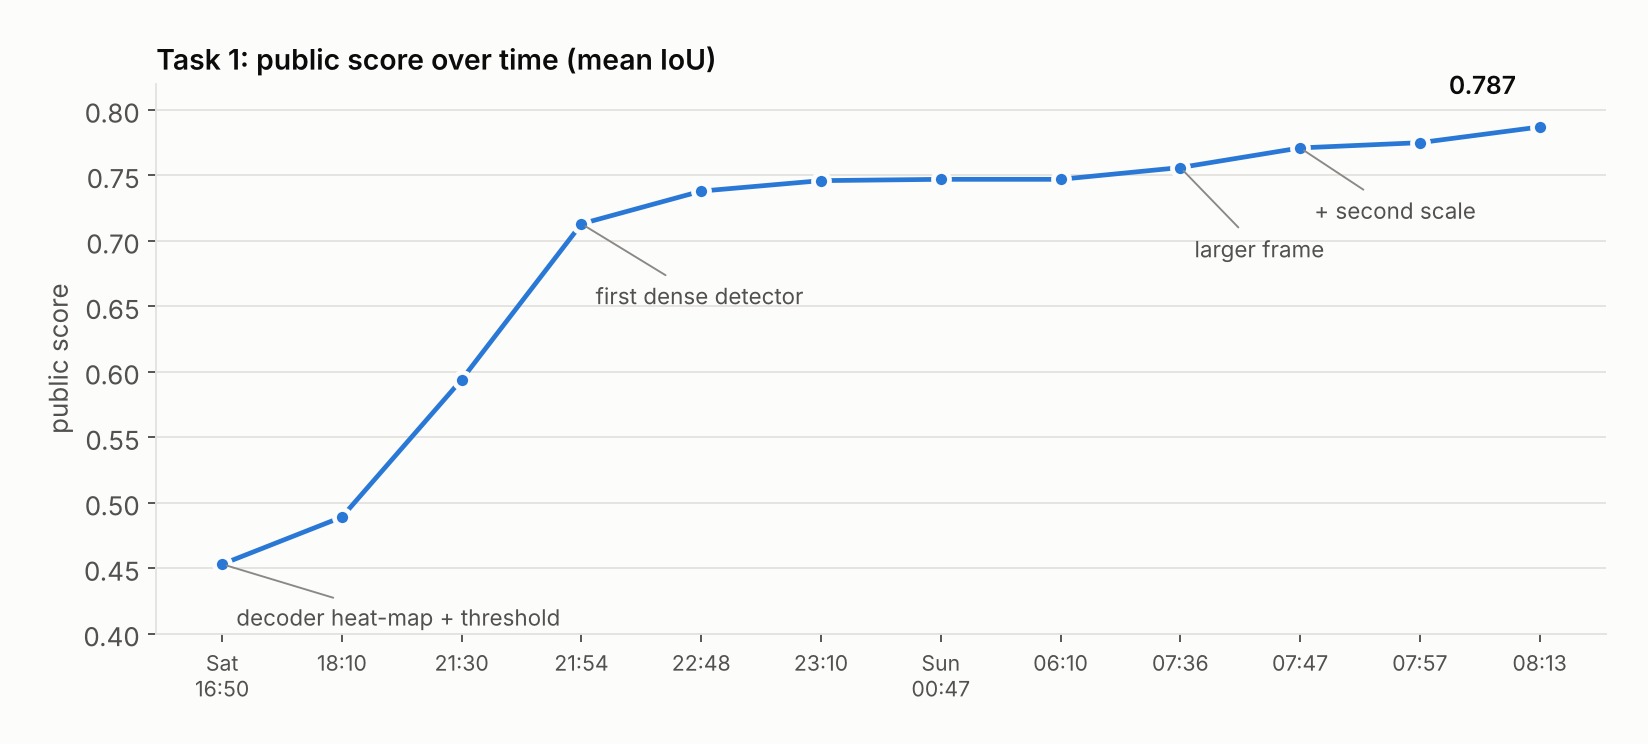 Task 1: public score over time (mean IoU)
0.787
0.80
0.75
0.70
0.65
0.60
0.55
0.50
0.45
0.40
public score
+ second scale
larger frame
first dense detector
decoder heat-map + threshold
Sat 18:10 21:30 21:54 22:48 23:10 Sun 06:10 07:36 07:47 07:57 08:13
16:50 00:47